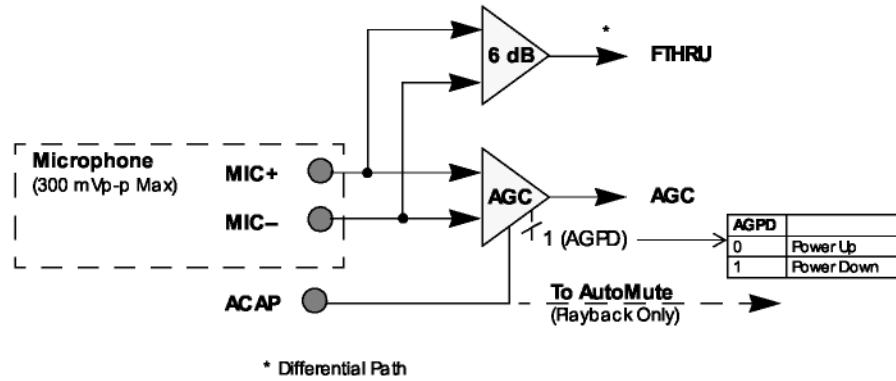 *
6 dB
FTHRU
Microphone
(300 mVp-p Max)
MIC+
AGC
AGC
MIC–
1 (AGPD)
AGPD
0 Power Up
1 Power Down
ACAP
To AutoMute
(Playback Only)
* Differential Path